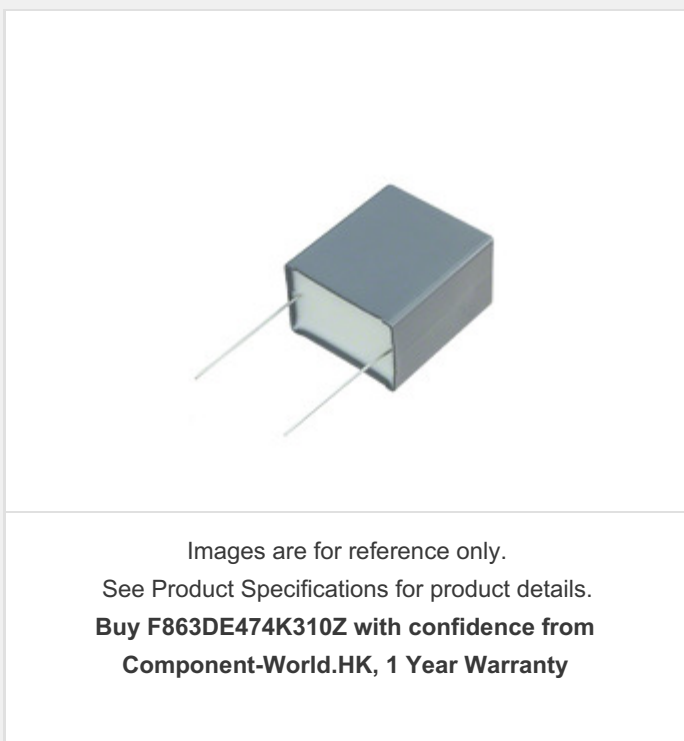 Images are for reference only.
See Product Specifications for product details.
Buy F863DE474K310Z with confidence from
Component-World.HK, 1 Year Warranty